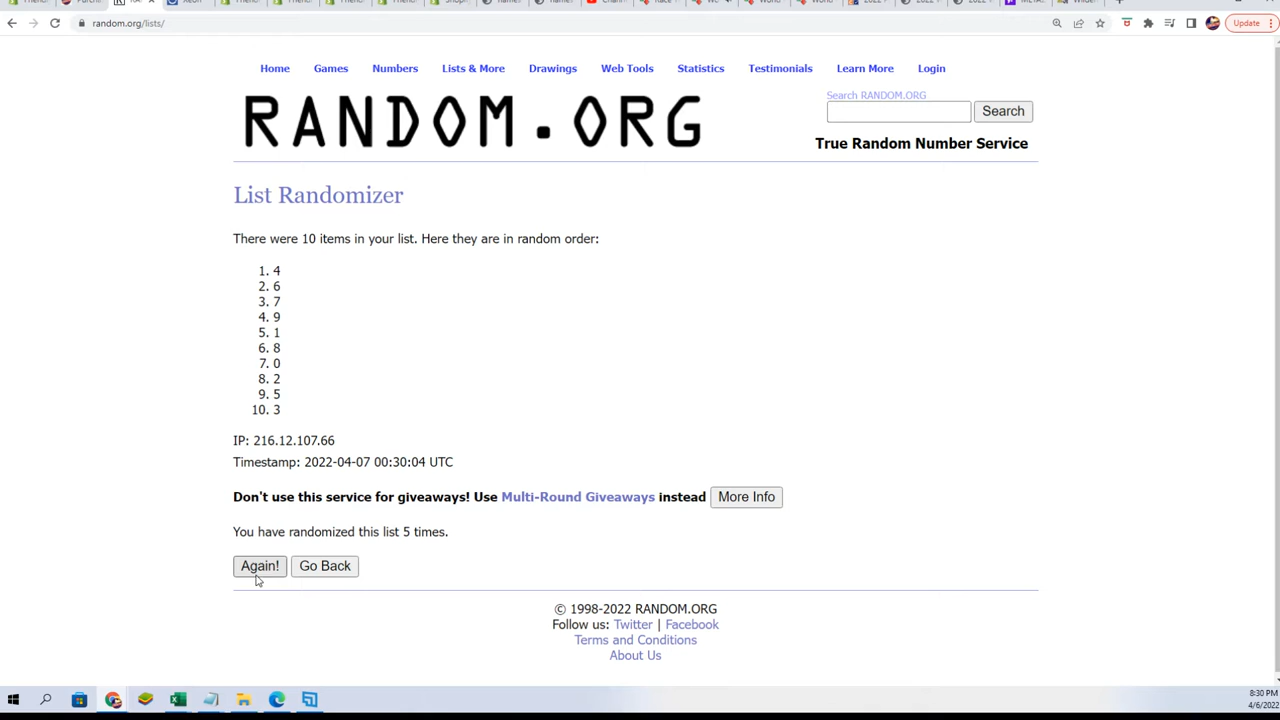 random.org/lists/
Update
Home Games Numbers Lists & More Drawings Web Tools Statistics Testimonials Learn More Login
RANDOM.ORG
Search RANDOM.ORG
Search
True Random Number Service
List Randomizer
There were 10 items in your list. Here they are in random order:
1. 4
2. 6
3. 7
4. 9
5. 1
6. 8
7. 0
8. 2
9. 5
10. 3
IP: 216.12.107.66
Timestamp: 2022-04-07 00:30:04 UTC
Don't use this service for giveaways! Use Multi-Round Giveaways instead More Info
You have randomized this list 5 times.
Again! Go Back
© 1998-2022 RANDOM.ORG
Follow us: Twitter | Facebook
Terms and Conditions
About Us
8:30 PM
4/6/2022